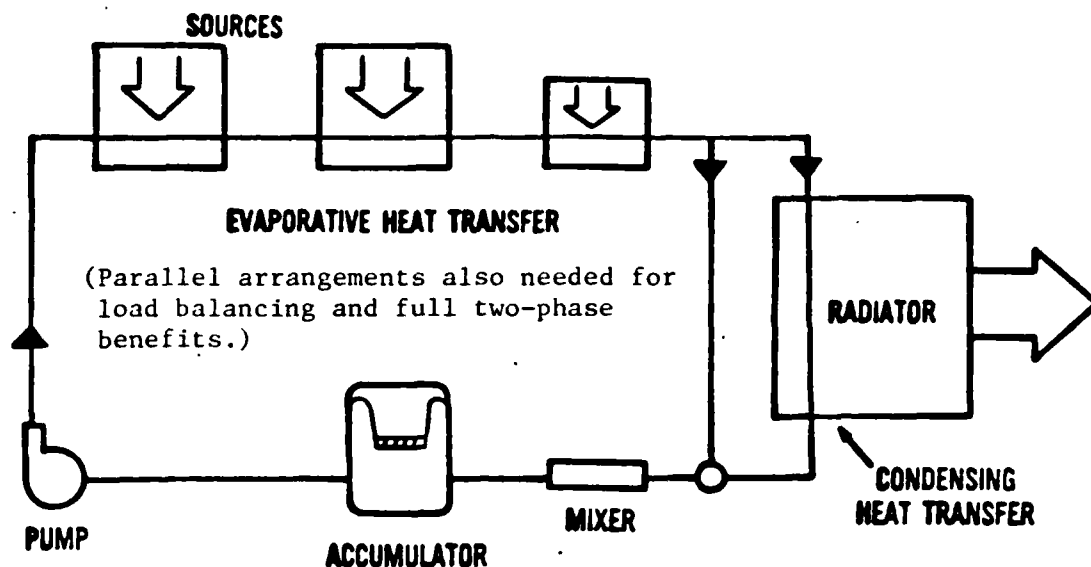 SOURCES
EVAPORATIVE HEAT TRANSFER
(Parallel arrangements also needed for
load balancing and full two-phase
benefits.)
RADIATOR
CONDENSING
HEAT TRANSFER
MIXER
PUMP
ACCUMULATOR